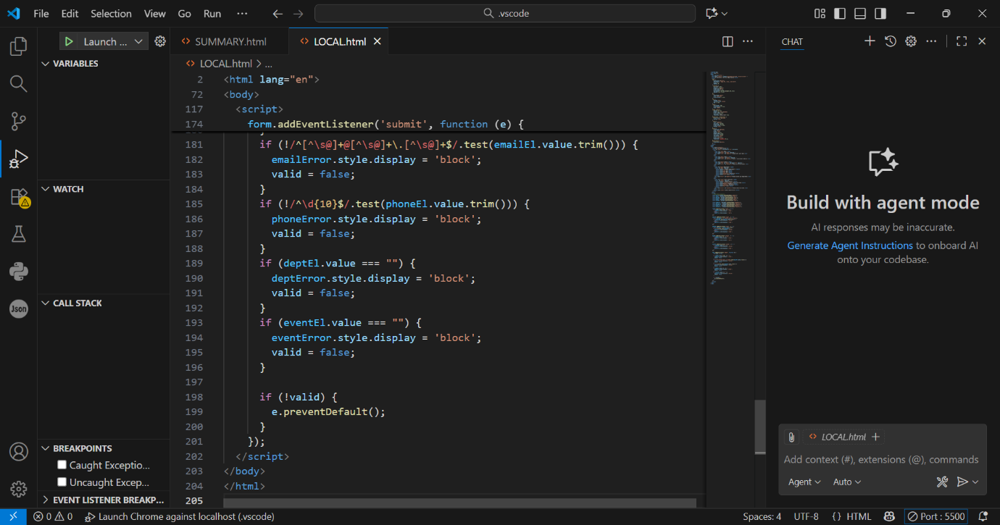 File Edit Selection View Go Run ··· .vscode
Launch ... SUMMARY.html LOCAL.html CHAT
VARIABLES
WATCH
CALL STACK
BREAKPOINTS
Caught Exceptio...
Uncaught Excep...
EVENT LISTENER BREAKP...
Json
LOCAL.html > ...
2 <html lang="en">
72 <body>
117 <script>
174 form.addEventListener('submit', function (e) {
}
181 if (!/^[^\s@]+@[^\s@]+\.[^\s@]+$/.test(emailEl.value.trim())) {
182 emailError.style.display = 'block';
183 valid = false;
184 }
185 if (!/^\d{10}$/.test(phoneEl.value.trim())) {
186 phoneError.style.display = 'block';
187 valid = false;
188 }
189 if (deptEl.value === "") {
190 deptError.style.display = 'block';
191 valid = false;
192 }
193 if (eventEl.value === "") {
194 eventError.style.display = 'block';
195 valid = false;
196 }
197
198 if (!valid) {
199 e.preventDefault();
200 }
201 });
202 </script>
203 </body>
204 </html>
205
Build with agent mode
AI responses may be inaccurate.
Generate Agent Instructions to onboard AI
onto your codebase.
LOCAL.html +
Add context (#), extensions (@), commands
Agent Auto
0 0 Launch Chrome against localhost (.vscode) Spaces: 4 UTF-8 {} HTML Port : 5500